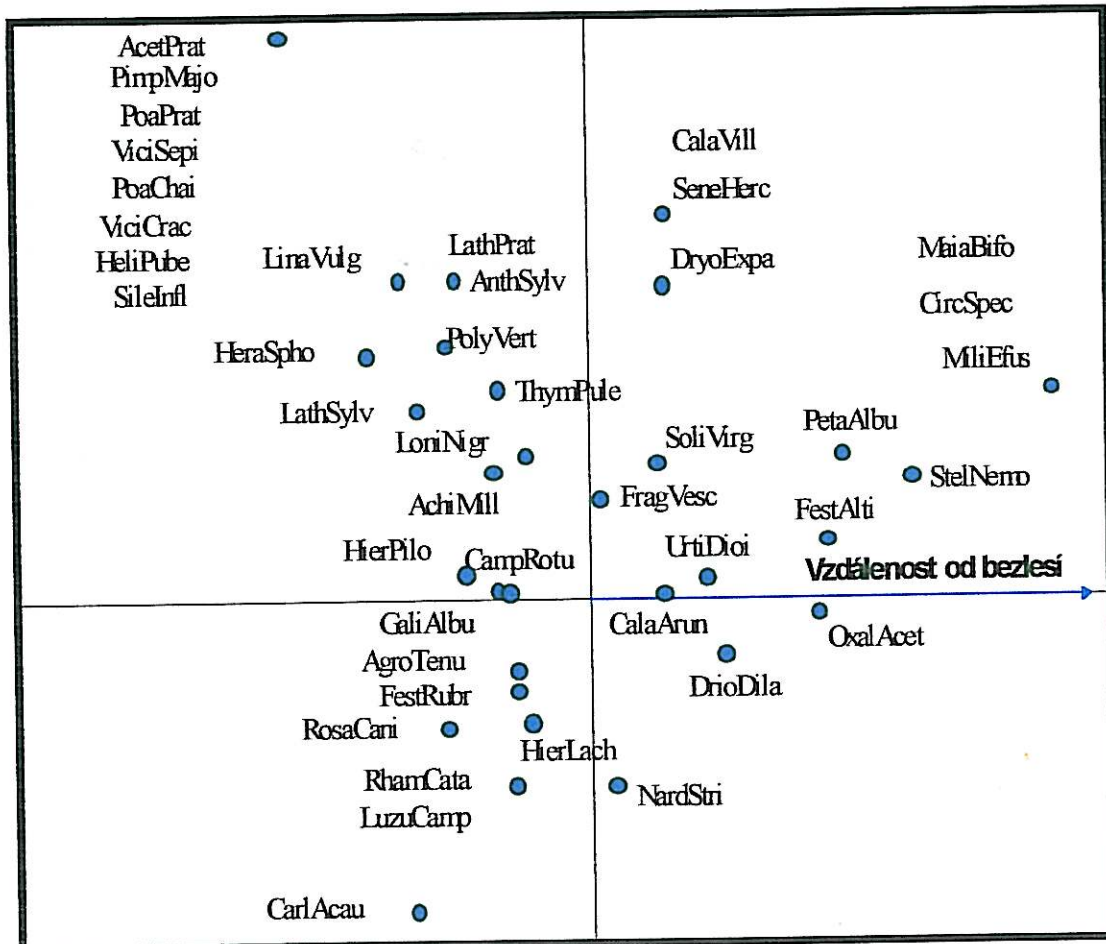 AcetPrat
PimpMajo
PoaPrat
ViciSepi
PoaChai
ViciCrac
HeliPube
SileInfl
CalaVill
SeneHerc
DryoExpa
MaiaBifo
CircSpec
MiliEfus
LinaVulg
LathPrat
AnthSylv
HeraSpho
PolyVert
ThymPule
LathSylv
LoniNigr
AchiMill
SoliVirg
FragVesc
PetaAlbu
StelNemo
FestAlti
HierPilo
CampRotu
UrtiDioi
Vzdálenost od bezlesí
GaliAlbu
CalaArun
OxalAcet
AgroTenu
FestRubr
DrioDila
RosaCani
HierLach
RhamCata
LuzuCamp
NardStri
CarlAcau